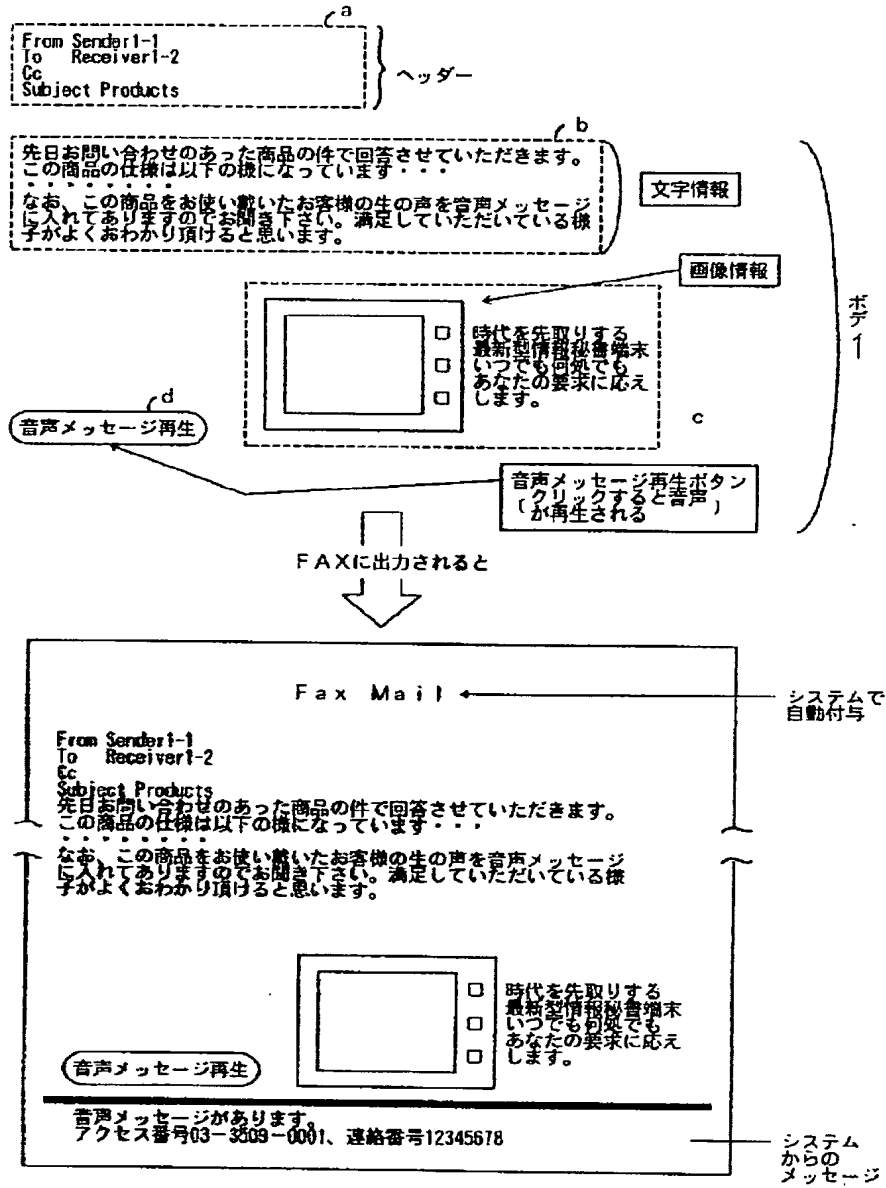 a
From Sender1-1
To Receiver1-2
Cc
Subject Products
ヘッダー
b
先日お問い合わせのあった商品の件で回答させていただきます。
この商品の仕様は以下の様になっています・・・
・・・・・・・・
なお、この商品をお使い戴いたお客様の生の声を音声メッセージ
に入れてありますのでお聞き下さい。満足していただいている様
子がよくおわかり頂けると思います。
文字情報
画像情報
ボディー
時代を先取りする
最新型情報秘書端末
いつでも何処でも
あなたの要求に応え
します。
c
d
音声メッセージ再生
音声メッセージ再生ボタン
(クリックすると音声
が再生される)
FAXに出力されると
Fax Mail
システムで
自動付与
From Sender1-1
To Receiver1-2
Cc
Subject Products
先日お問い合わせのあった商品の件で回答させていただきます。
この商品の仕様は以下の様になっています・・・
・・・・・・・・
なお、この商品をお使い戴いたお客様の生の声を音声メッセージ
に入れてありますのでお聞き下さい。満足していただいている様
子がよくおわかり頂けると思います。
時代を先取りする
最新型情報秘書端末
いつでも何処でも
あなたの要求に応え
します。
音声メッセージ再生
音声メッセージがあります。
アクセス番号03-3509-0001、連絡番号12345678
システム
からの
メッセージ